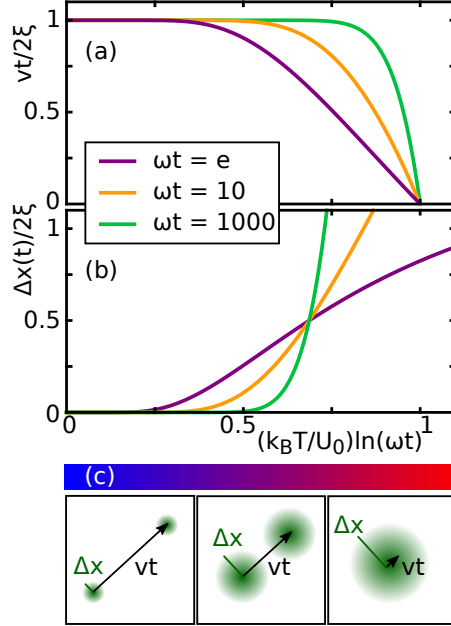 vt/2ξ
1
0.5
0
(a)
ωt = e
ωt = 10
ωt = 1000
Δx(t)/2ξ
1
0.5
0
(b)
0
0.5
1
(k_BT/U_0)ln(ωt)
(c)
Δx
vt
Δx
vt
Δx
vt